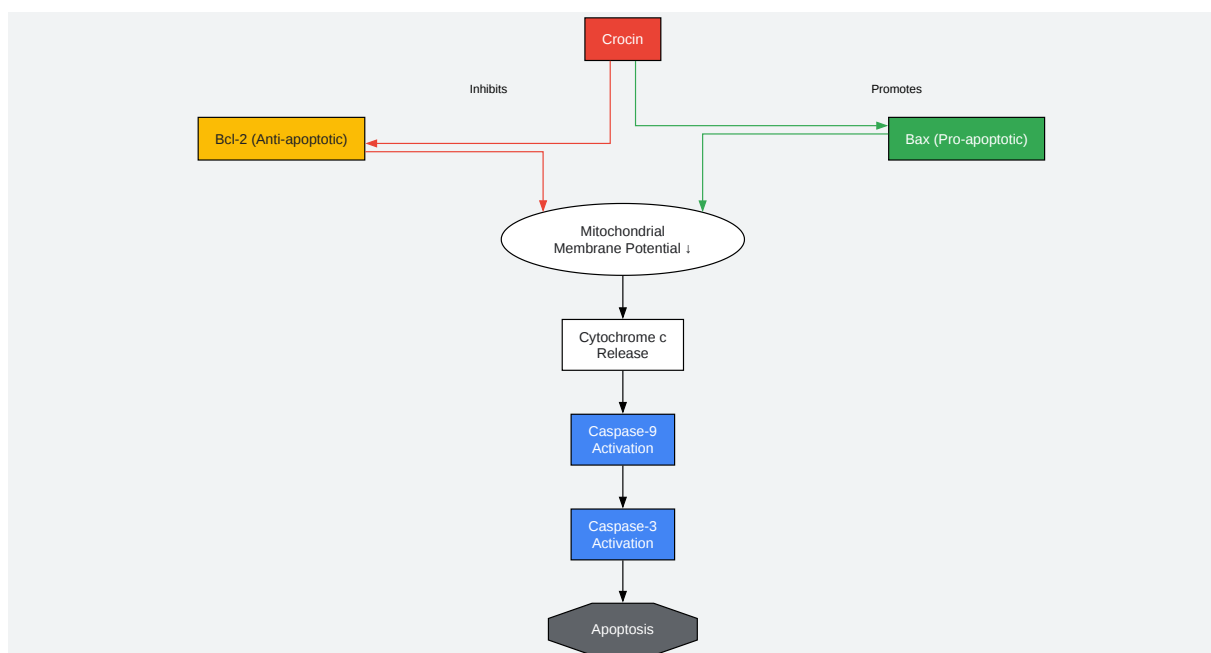 Crocin
Inhibits
Promotes
Bcl-2 (Anti-apoptotic)
Bax (Pro-apoptotic)
Mitochondrial
Membrane Potential ↓
Cytochrome c
Release
Caspase-9
Activation
Caspase-3
Activation
Apoptosis